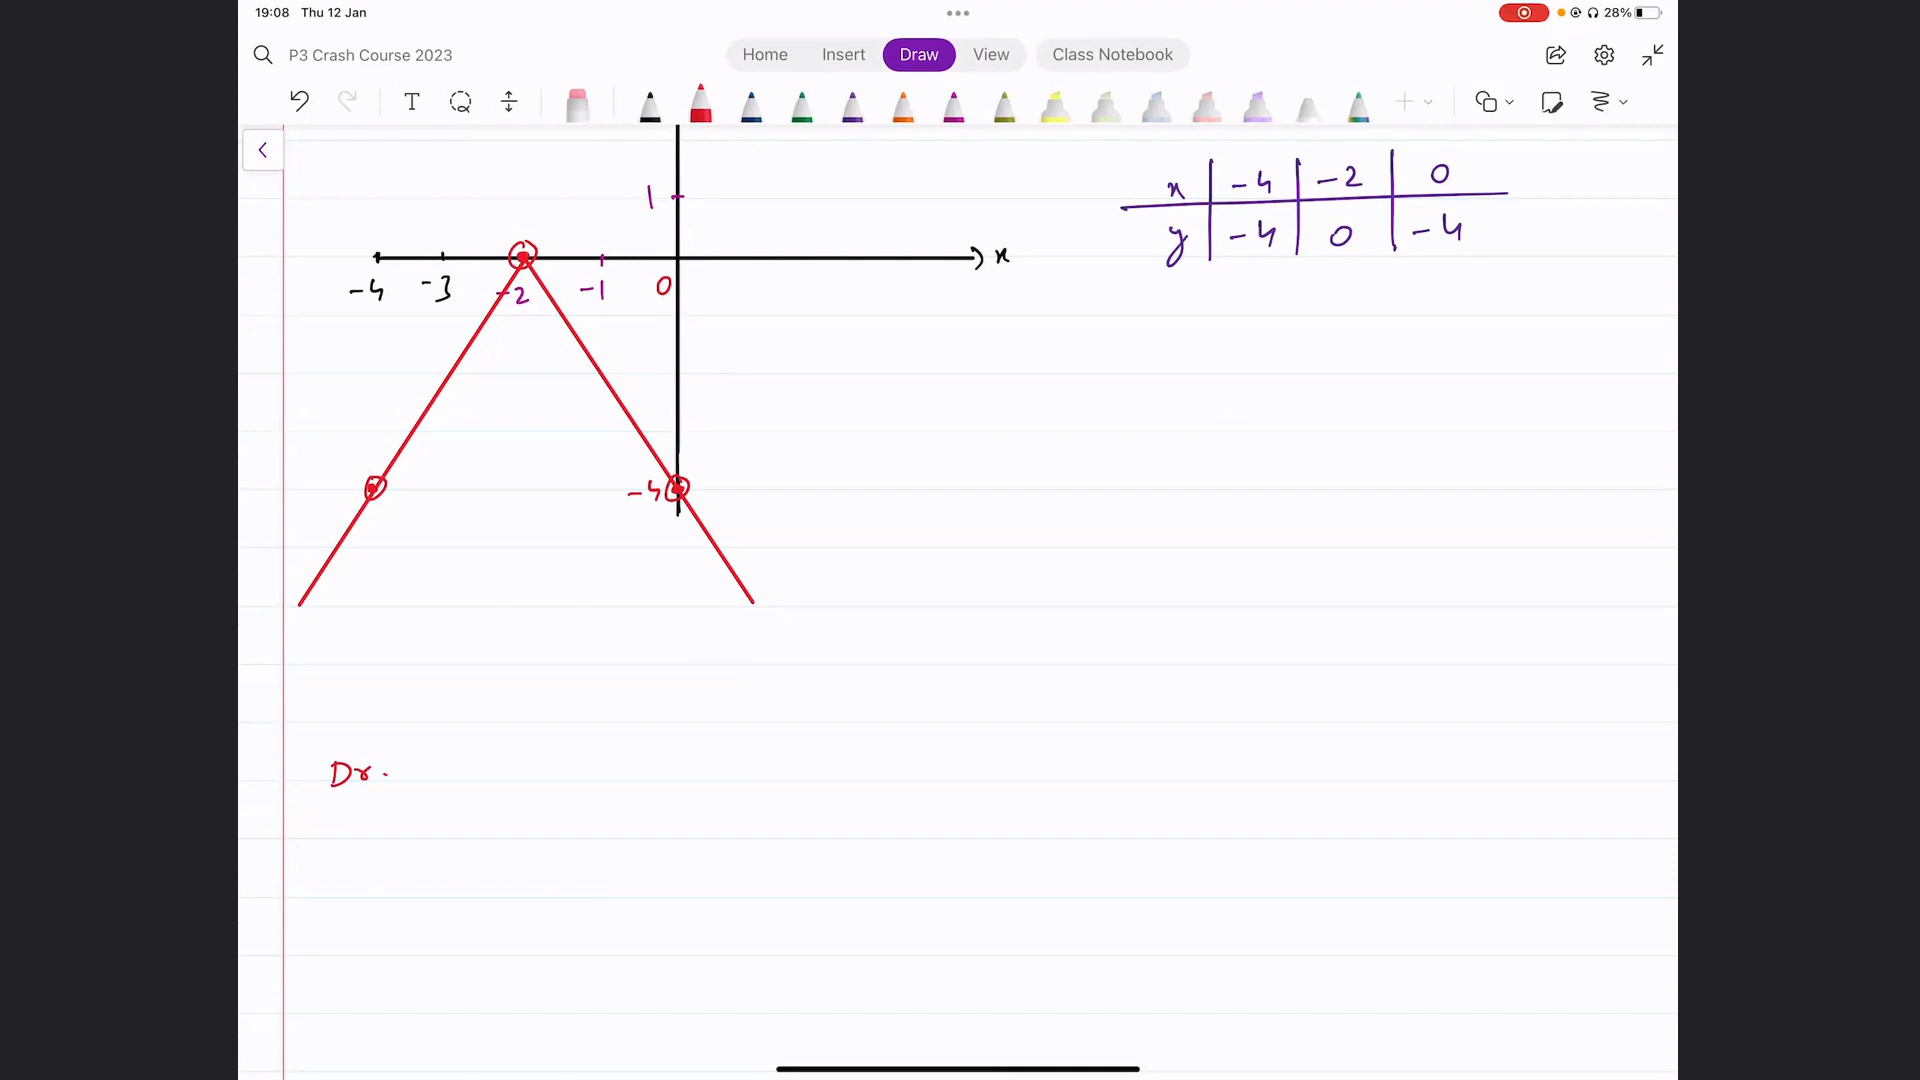 19:08 Thu 12 Jan
28%
P3 Crash Course 2023
Home Insert Draw View Class Notebook
T
x -4 -2 0
y -4 0 -4
1
x
-4 -3 -2 -1 0
-4
Dr.